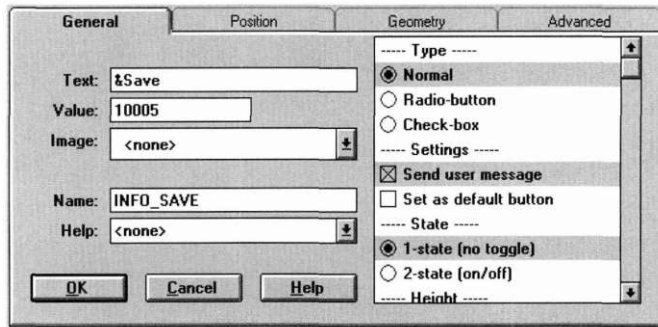 General Position Geometry Advanced
Text: &Save
Value: 10005
Image: <none>
Name: INFO_SAVE
Help: <none>
OK Cancel Help
----- Type -----
Normal
Radio-button
Check-box
----- Settings -----
Send user message
Set as default button
----- State -----
1-state (no toggle)
2-state (on/off)
----- Height -----